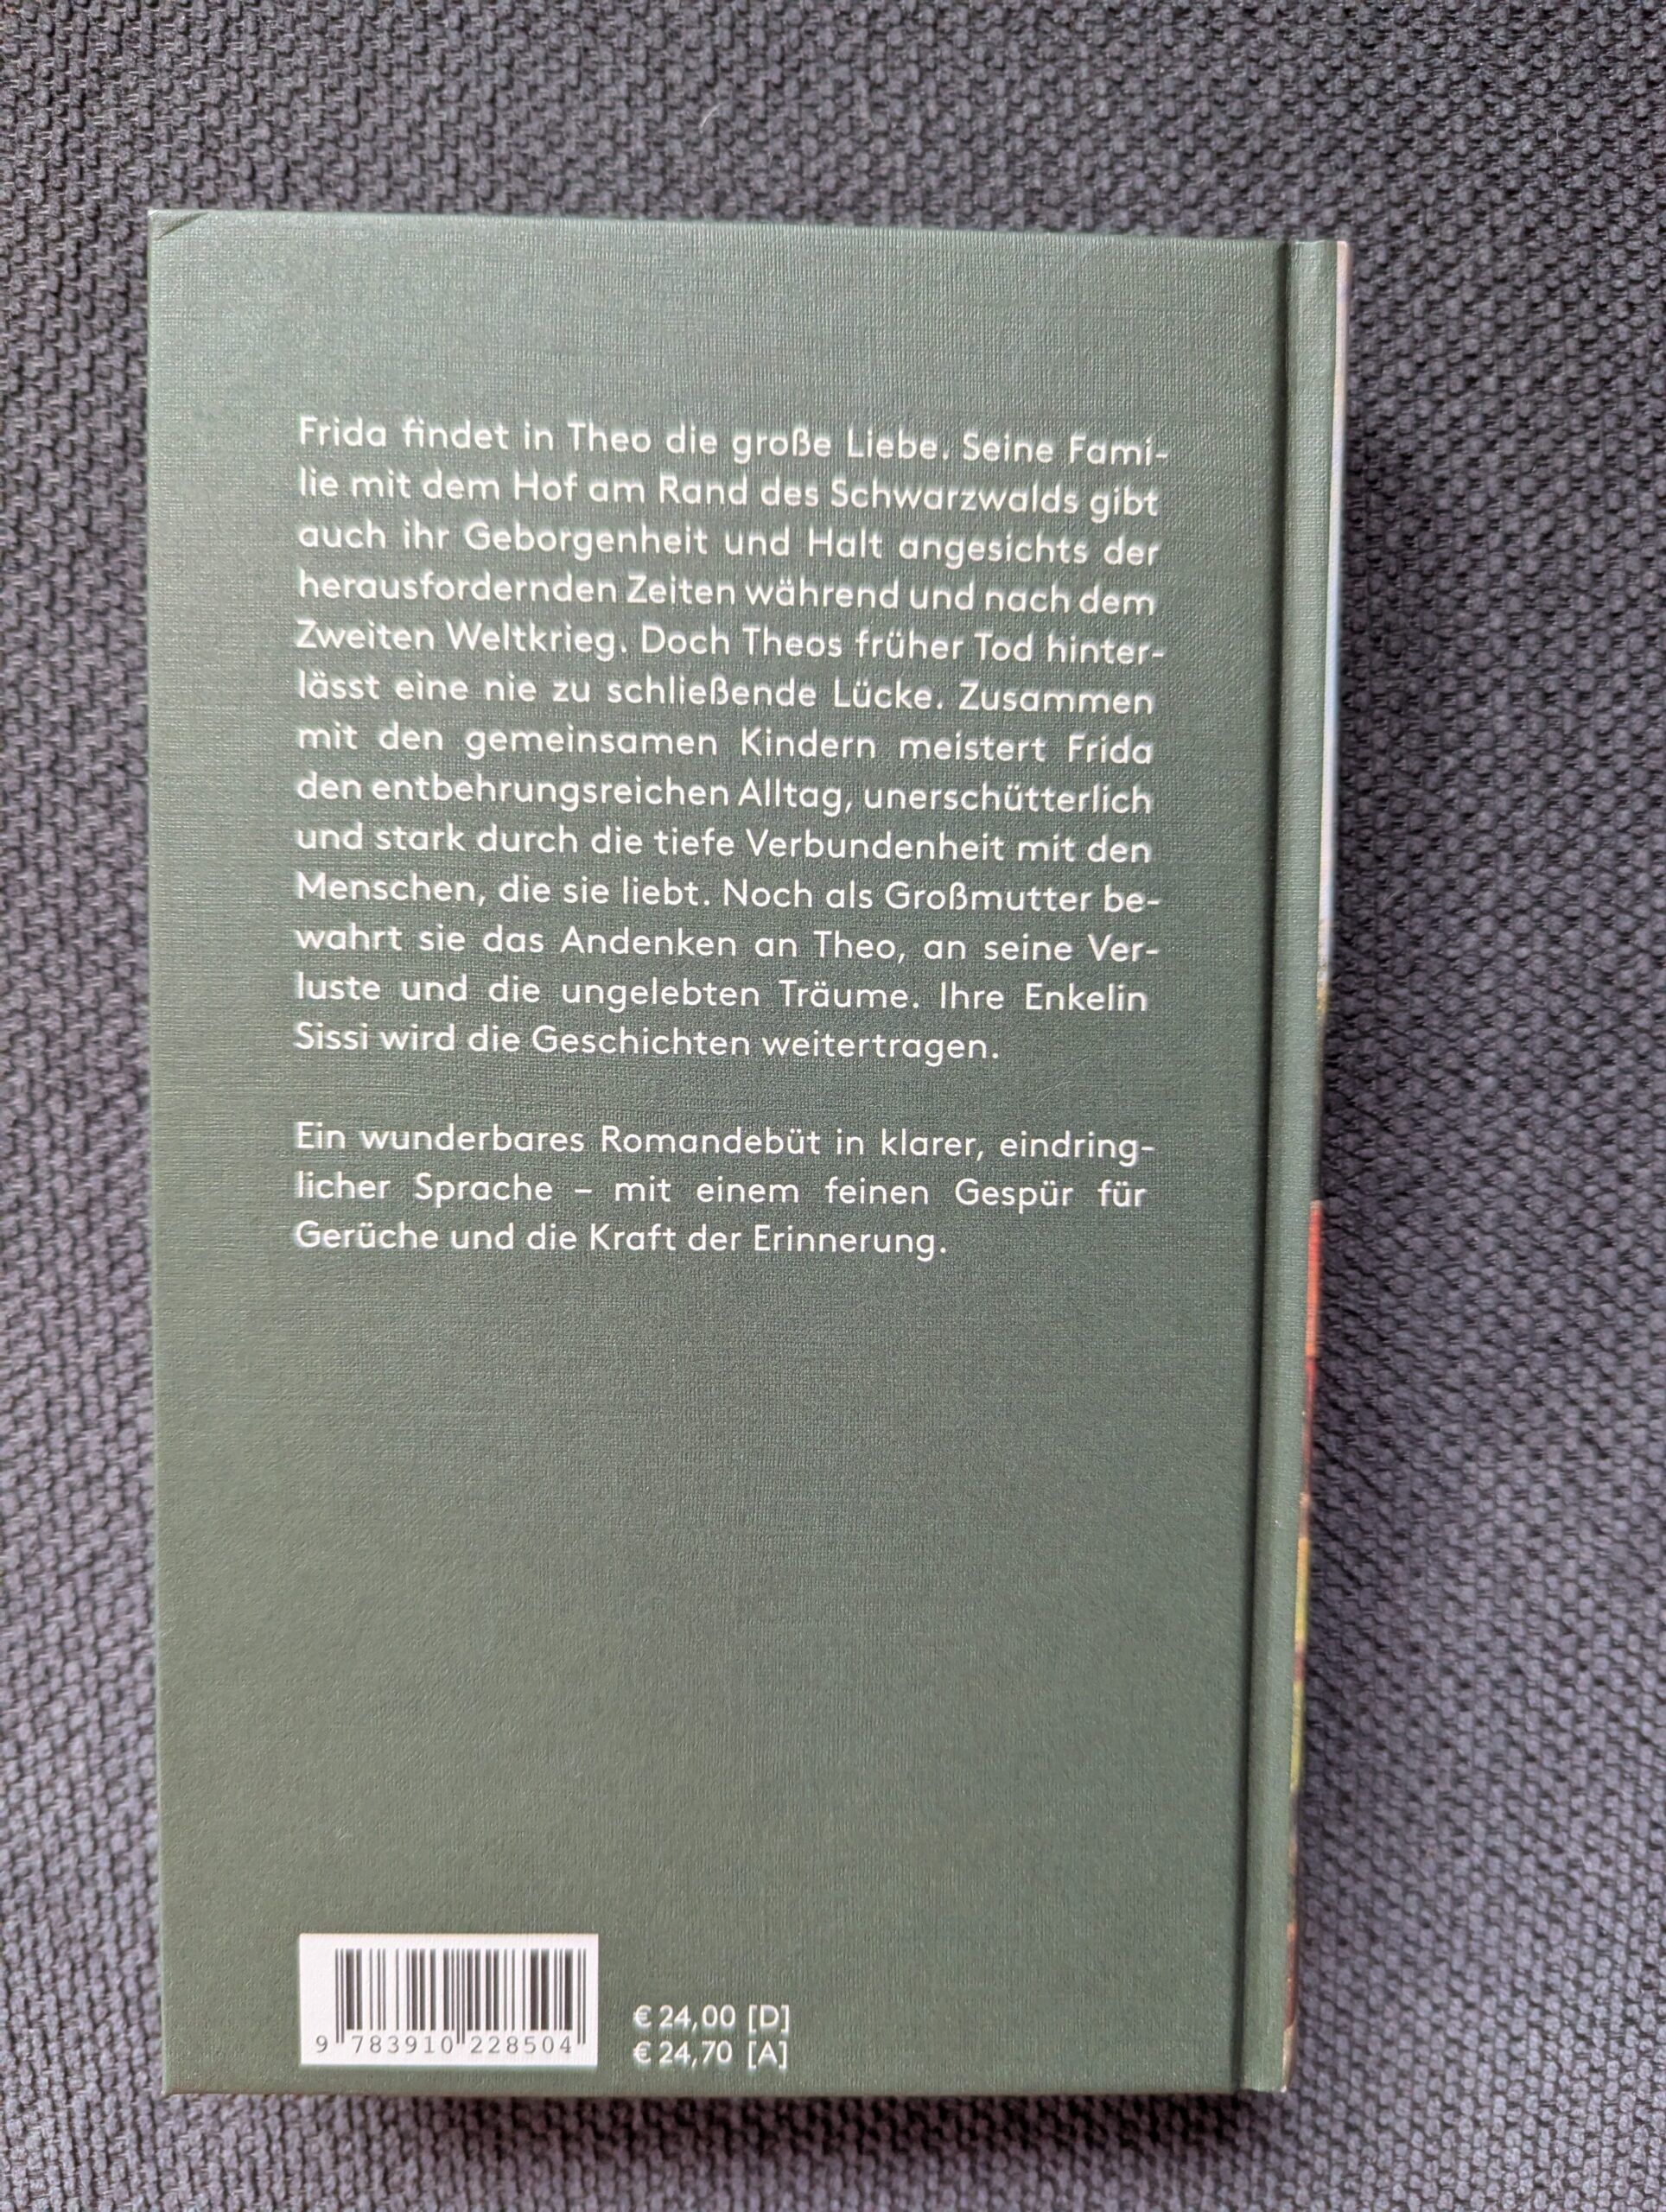 Frida findet in Theo die große Liebe. Seine Fami-
lie mit dem Hof am Rand des Schwarzwalds gibt
auch ihr Geborgenheit und Halt angesichts der
herausfordernden Zeiten während und nach dem
Zweiten Weltkrieg. Doch Theos früher Tod hinter-
lässt eine nie zu schließende Lücke. Zusammen
mit den gemeinsamen Kindern meistert Frida
den entbehrungsreichen Alltag, unerschütterlich
und stark durch die tiefe Verbundenheit mit den
Menschen, die sie liebt. Noch als Großmutter be-
wahrt sie das Andenken an Theo, an seine Ver-
luste und die ungelebten Träume. Ihre Enkelin
Sissi wird die Geschichten weitertragen.
Ein wunderbares Romandebüt in klarer, eindring-
licher Sprache – mit einem feinen Gespür für
Gerüche und die Kraft der Erinnerung.
9 783910 228504
€ 24,00 [D]
€ 24,70 [A]